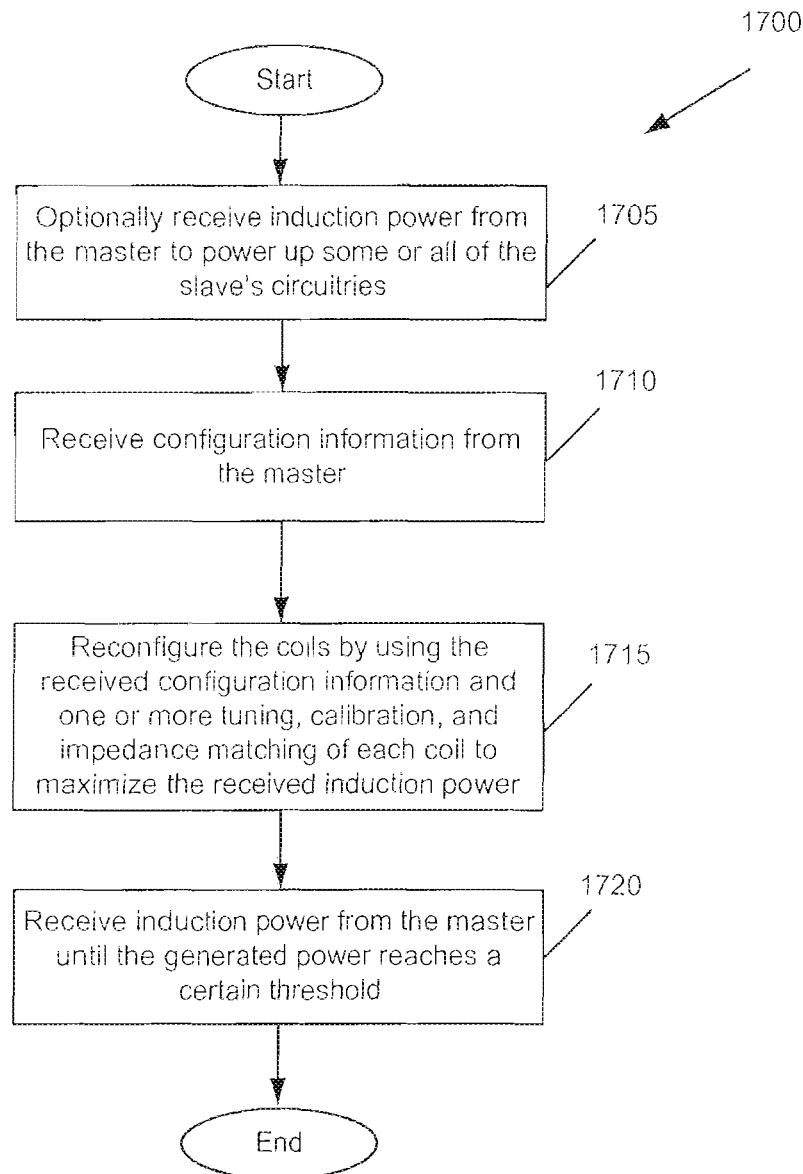 1700
Start
Optionally receive induction power from
the master to power up some or all of the
slave's circuitries
1705
1710
Receive configuration information from
the master
Reconfigure the coils by using the
received configuration information and
one or more tuning, calibration, and
impedance matching of each coil to
maximize the received induction power
1715
1720
Receive induction power from the master
until the generated power reaches a
certain threshold
End